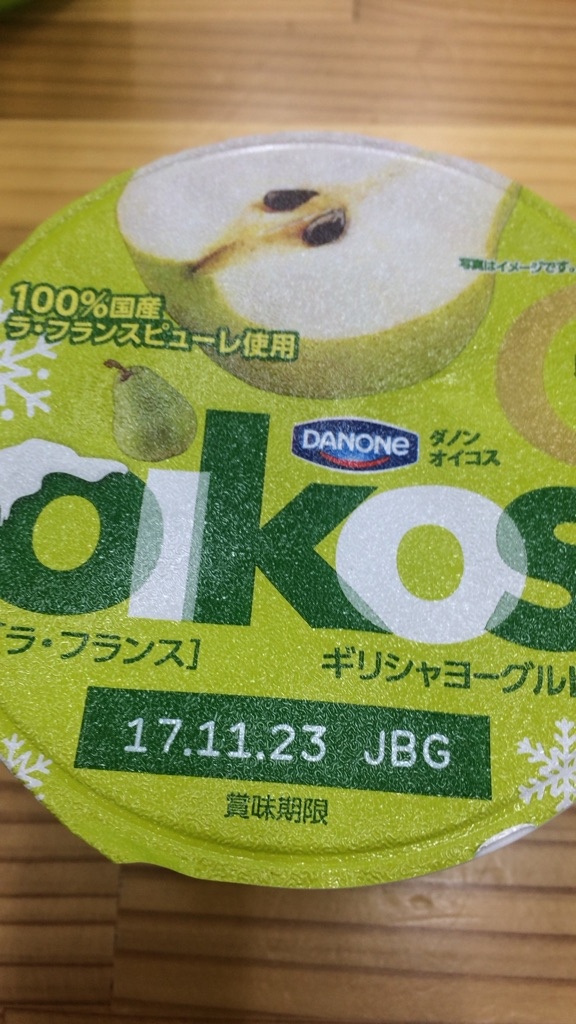 写真はイメージです。
100%国産
ラ・フランスピューレ使用
DANONE
ダノン
オイコス
oikos
[ラ・フランス]
ギリシャヨーグルト
17.11.23 JBG
賞味期限